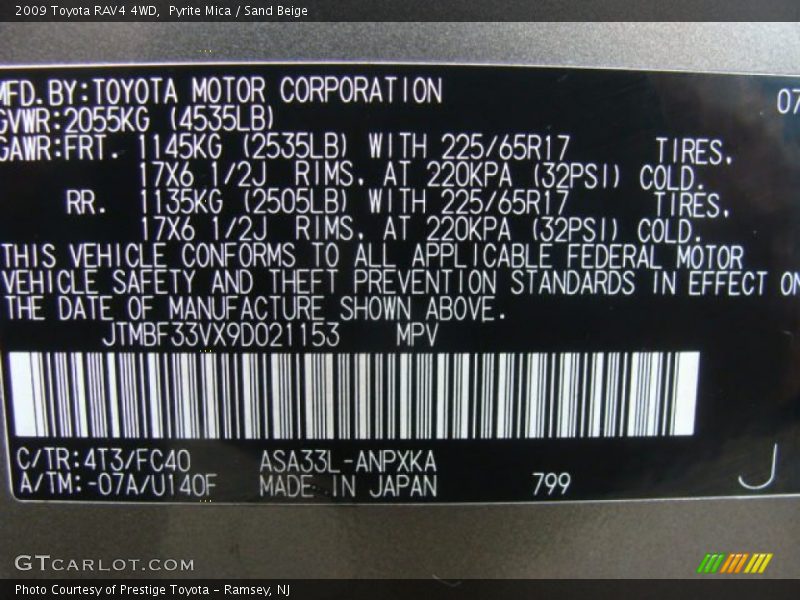 2009 Toyota RAV4 4WD, Pyrite Mica / Sand Beige
MFD.BY:TOYOTA MOTOR CORPORATION 07
GVWR:2055KG (4535LB)
GAWR:FRT. 1145KG (2535LB) WITH 225/65R17 TIRES.
17X6 1/2J RIMS. AT 220KPA (32PSI) COLD.
RR. 1135KG (2505LB) WITH 225/65R17 TIRES.
17X6 1/2J RIMS. AT 220KPA (32PSI) COLD.
THIS VEHICLE CONFORMS TO ALL APPLICABLE FEDERAL MOTOR
VEHICLE SAFETY AND THEFT PREVENTION STANDARDS IN EFFECT ON
THE DATE OF MANUFACTURE SHOWN ABOVE.
JTMBF33VX9D021153 MPV
C/TR:4T3/FC40 ASA33L-ANPXKA
A/TM:-07A/U140F MADE IN JAPAN 799 J
GTCARLOT.COM
Photo Courtesy of Prestige Toyota - Ramsey, NJ